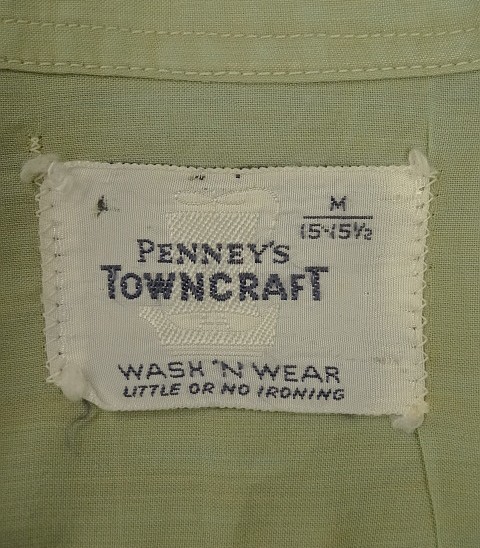 M
15-15½
PENNEY'S
TOWNCRAFT
WASH 'N WEAR
LITTLE OR NO IRONING